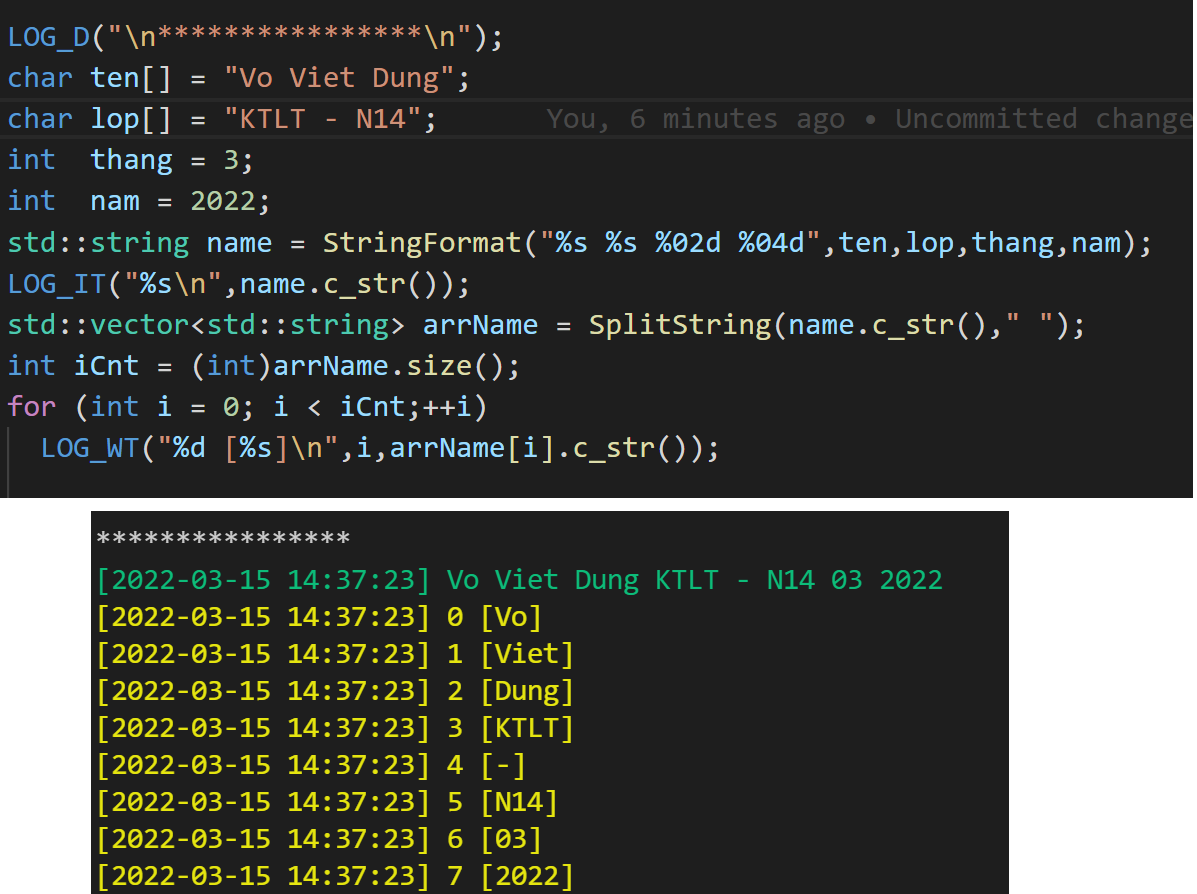 LOG_D("\n****************\n");
char ten[] = "Vo Viet Dung";
char lop[] = "KTLT - N14";    You, 6 minutes ago • Uncommitted change
int  thang = 3;
int  nam = 2022;
std::string name = StringFormat("%s %s %02d %04d",ten,lop,thang,nam);
LOG_IT("%s\n",name.c_str());
std::vector<std::string> arrName = SplitString(name.c_str()," ");
int iCnt = (int)arrName.size();
for (int i = 0; i < iCnt;++i)
  LOG_WT("%d [%s]\n",i,arrName[i].c_str());
****************
[2022-03-15 14:37:23] Vo Viet Dung KTLT - N14 03 2022
[2022-03-15 14:37:23] 0 [Vo]
[2022-03-15 14:37:23] 1 [Viet]
[2022-03-15 14:37:23] 2 [Dung]
[2022-03-15 14:37:23] 3 [KTLT]
[2022-03-15 14:37:23] 4 [-]
[2022-03-15 14:37:23] 5 [N14]
[2022-03-15 14:37:23] 6 [03]
[2022-03-15 14:37:23] 7 [2022]